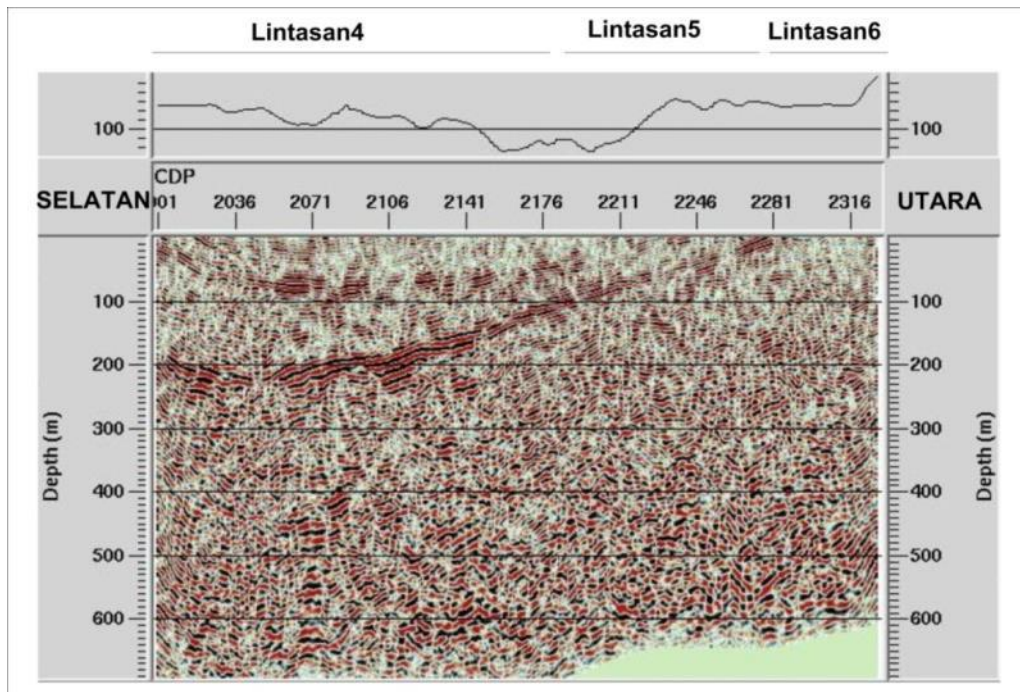 Lintasan4 Lintasan5 Lintasan6
100 100
CDP
SELATAN 001 2036 2071 2106 2141 2176 2211 2246 2281 2316 UTARA
100 100
200 200
300 300
Depth (m) Depth (m)
400 400
500 500
600 600